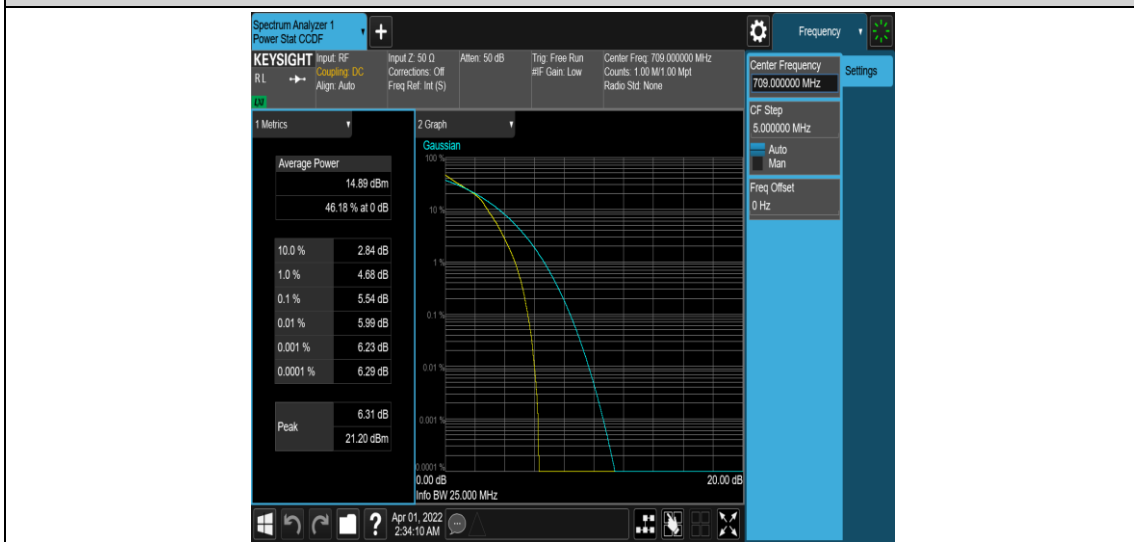 Spectrum Analyzer 1
Power Stat CCDF
+
Frequency
KEYSIGHT
RL
LXI
Input: RF
Coupling: DC
Align: Auto
Input Z: 50 Ω
Corrections: Off
Freq Ref: Int (S)
Atten: 50 dB
Trig: Free Run
#IF Gain: Low
Center Freq: 709.000000 MHz
Counts: 1.00 M/1.00 Mpt
Radio Std: None
Center Frequency
709.000000 MHz
Settings
CF Step
5.000000 MHz
Auto
Man
Freq Offset
0 Hz
1 Metrics
Average Power
14.89 dBm
46.18 % at 0 dB
10.0 % 2.84 dB
1.0 % 4.68 dB
0.1 % 5.54 dB
0.01 % 5.99 dB
0.001 % 6.23 dB
0.0001 % 6.29 dB
Peak
6.31 dB
21.20 dBm
2 Graph
Gaussian
100 %
10 %
1 %
0.1 %
0.01 %
0.001 %
0.0001 %
0.00 dB 20.00 dB
Info BW 25.000 MHz
?
Apr 01, 2022
2:34:10 AM